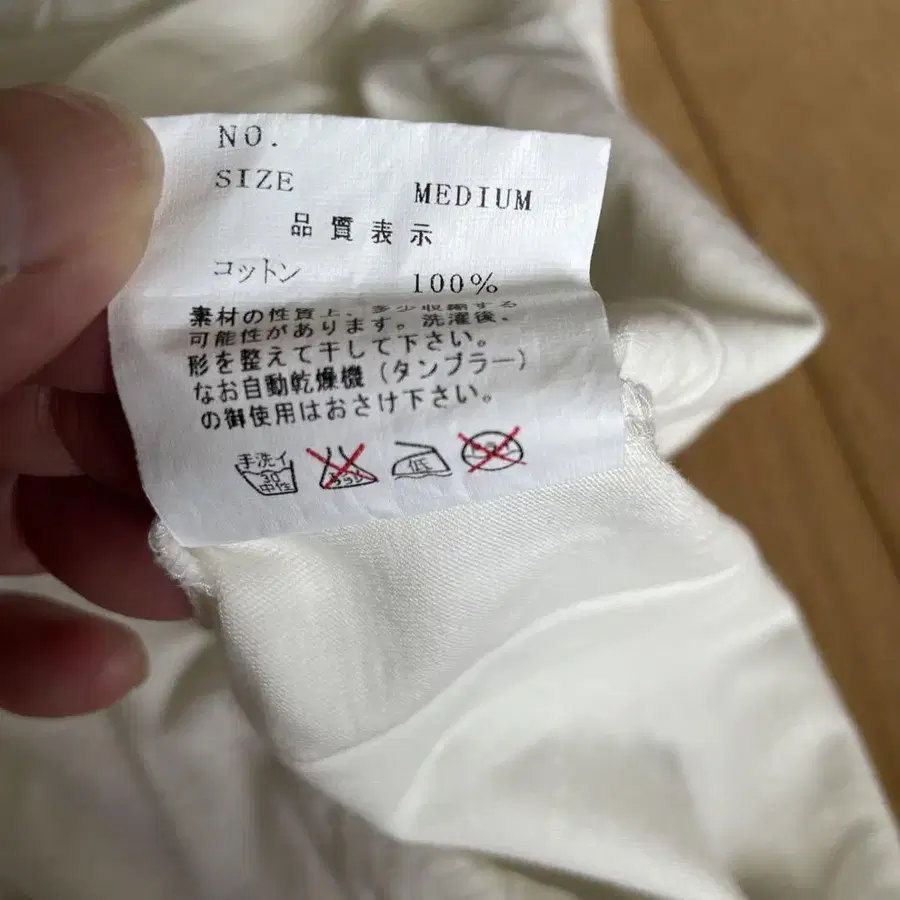 NO.
SIZE MEDIUM
品質表示
コットン 100%
素材の性質上、多少収縮する
可能性があります。洗濯後、
形を整えて干して下さい。
なお自動乾燥機(タンブラー)
の御使用はおさけ下さい。
手洗イ
30
中性
低